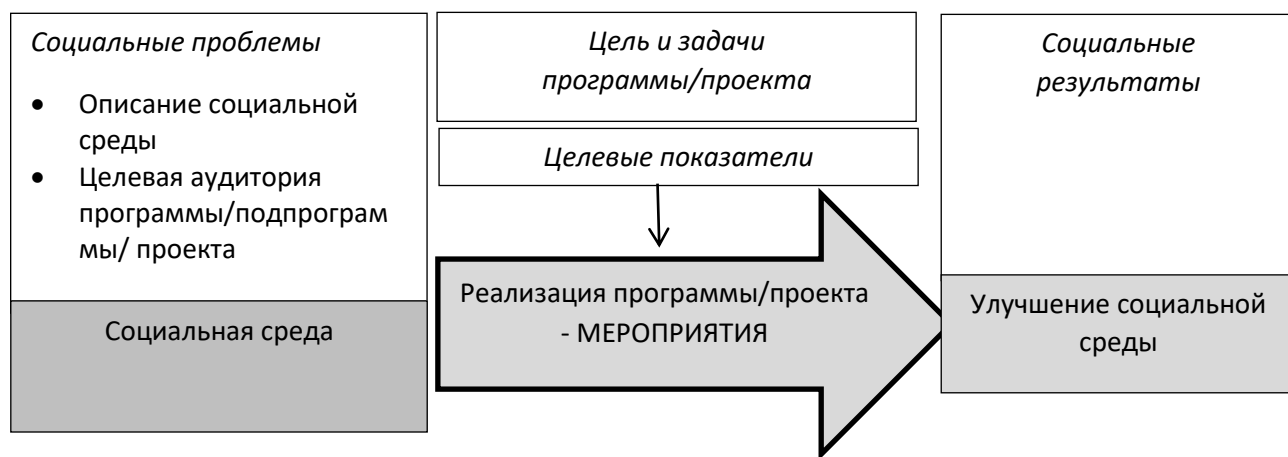 Социальные проблемы
• Описание социальной
среды
• Целевая аудитория
программы/подпрограм
мы/ проекта
Социальная среда
Цель и задачи
программы/проекта
Целевые показатели
Реализация программы/проекта
- МЕРОПРИЯТИЯ
Социальные
результаты
Улучшение социальной
среды